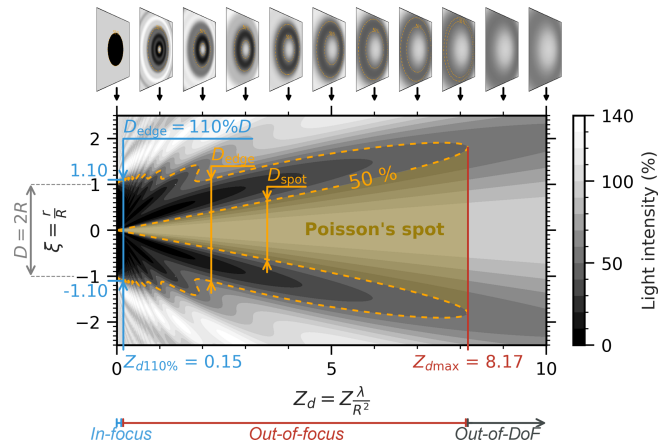 D_edge = 110%D
D_edge
D_spot
50 %
Poisson's spot
1.10
-1.10
D = 2R
ξ = r/R
2
1
0
−1
−2
0
5
10
Z_d110% = 0.15
Z_dmax = 8.17
Z_d = Z λ/R²
In-focus
Out-of-focus
Out-of-DoF
140
100
50
0
Light intensity (%)